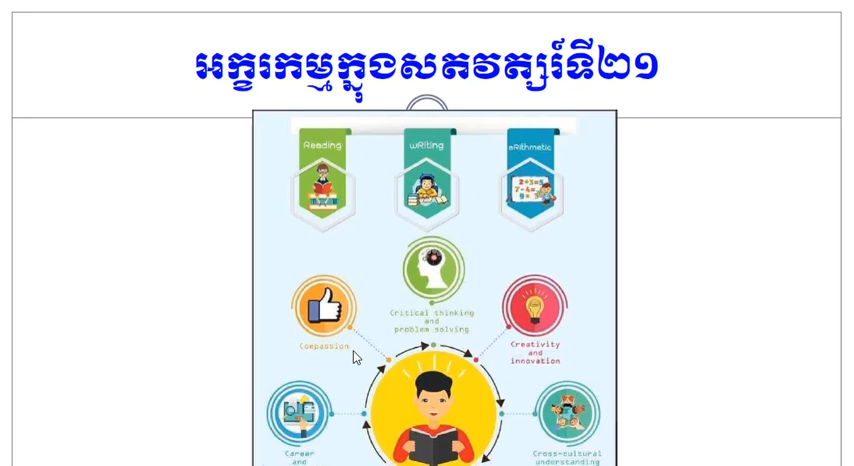 អក្ខរកម្មក្នុងសតវត្សរ៍ទី២១
Reading
wRiting
aRithmetic
Critical thinking
and
problem solving
Compassion
Creativity
and
innovation
Career
and
Cross-cultural
understanding